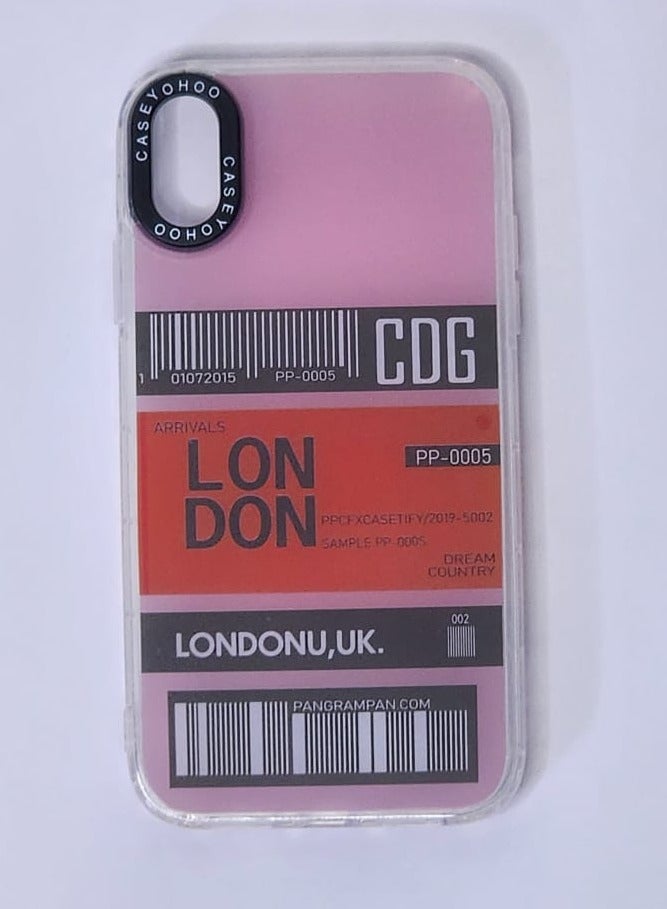 CASEYOHOO
CASEYOHOO
CDG
1 01072015 PP-0005
ARRIVALS
LON
DON
PP-0005
PPCFXCASETIFY/2019-5002
SAMPLE PP-0005
DREAM
COUNTRY
002
LONDONU,UK.
PANGRAMPAN.COM